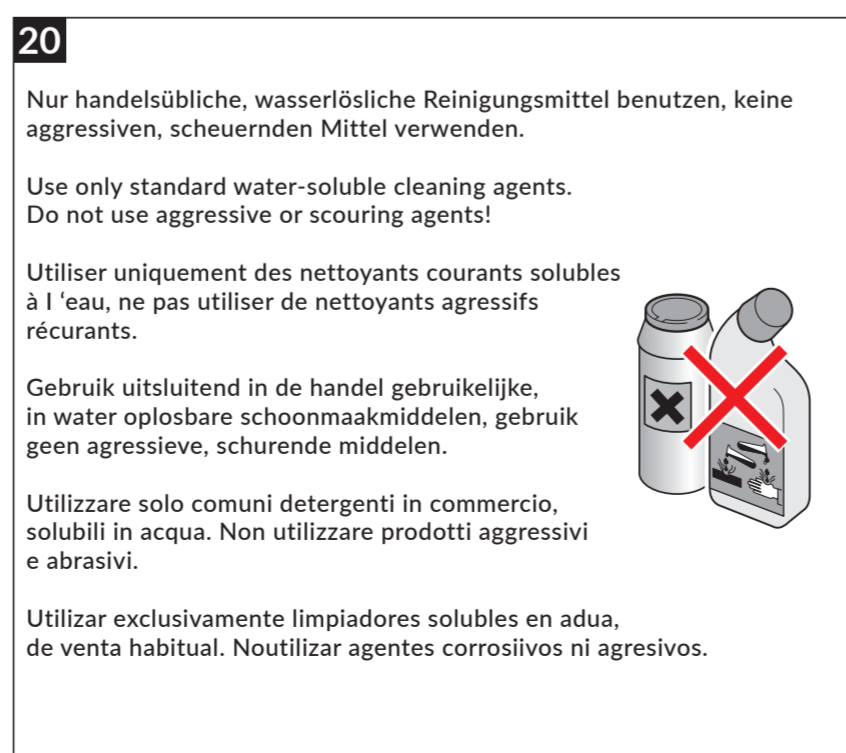 20
Nur handelsübliche, wasserlösliche Reinigungsmittel benutzen, keine
aggressiven, scheuernden Mittel verwenden.
Use only standard water-soluble cleaning agents.
Do not use aggressive or scouring agents!
Utiliser uniquement des nettoyants courants solubles
à l ‘eau, ne pas utiliser de nettoyants agressifs
récurants.
Gebruik uitsluitend in de handel gebruikelijke,
in water oplosbare schoonmaakmiddelen, gebruik
geen agressieve, schurende middelen.
Utilizzare solo comuni detergenti in commercio,
solubili in acqua. Non utilizzare prodotti aggressivi
e abrasivi.
Utilizar exclusivamente limpiadores solubles en adua,
de venta habitual. Noutilizar agentes corrosiivos ni agresivos.